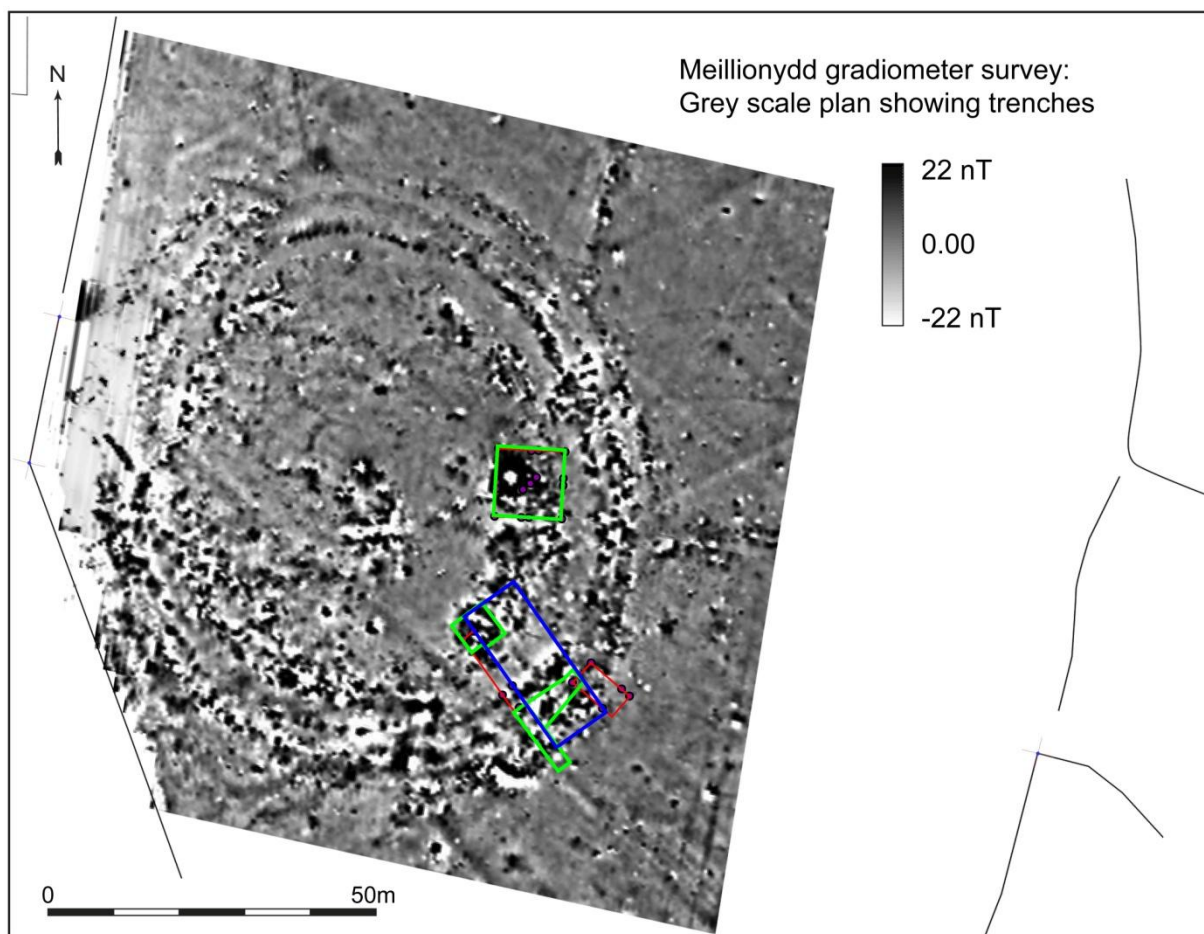 N
Meillionydd gradiometer survey:
Grey scale plan showing trenches
22 nT
0.00
-22 nT
0
50m